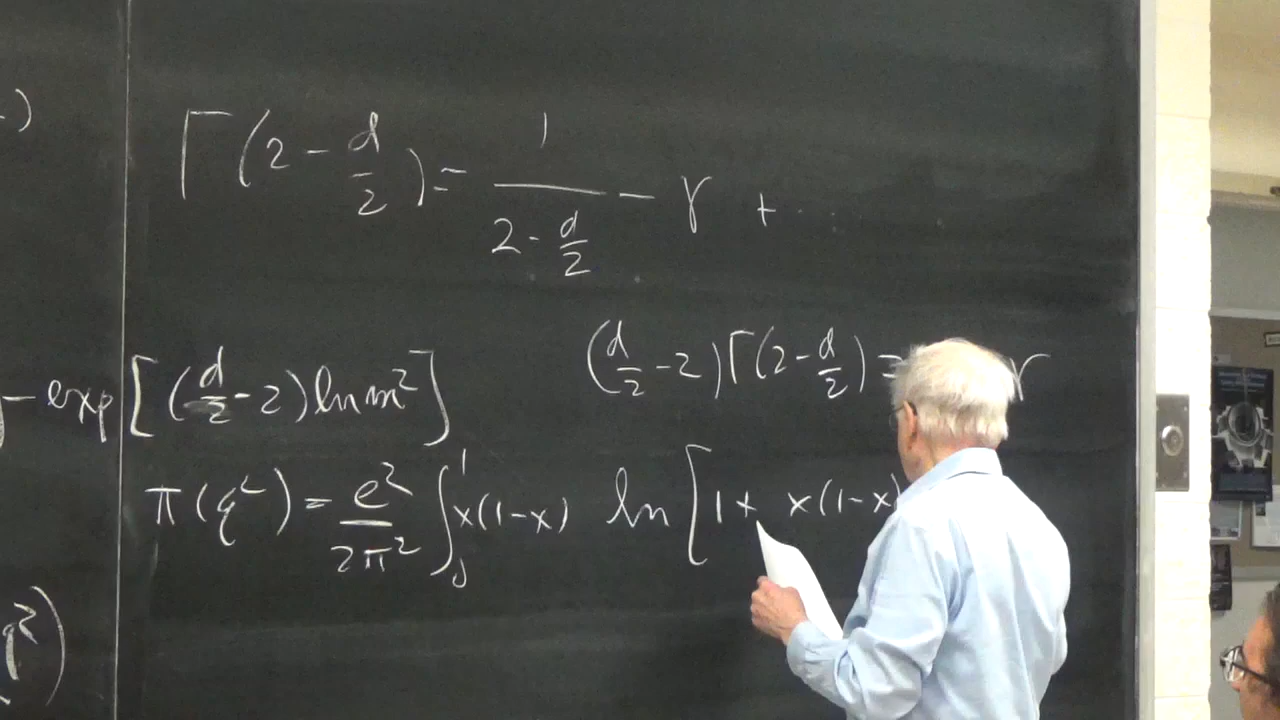 Γ(2 - d/2) = 1/(2 - d/2) - γ + ...
(d/2 - 2)Γ(2 - d/2) = γ
- exp[(d/2 - 2) ln m²]
π(q²) = e²/2π² ∫₀¹ x(1-x) ln[1 + x(1-x)
q²)